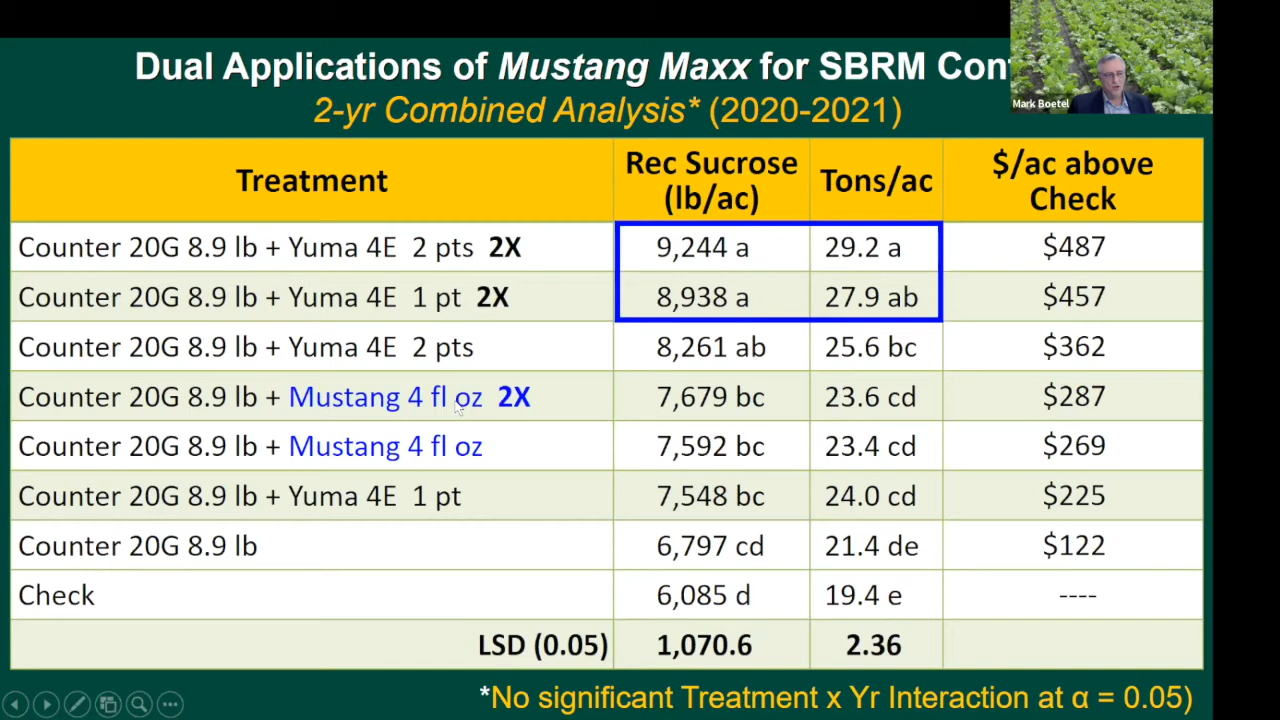 Dual Applications of Mustang Maxx for SBRM Con
2-yr Combined Analysis* (2020-2021)
Mark Boetel
Treatment
Rec Sucrose
(lb/ac)
Tons/ac
$/ac above
Check
Counter 20G 8.9 lb + Yuma 4E 2 pts 2X 9,244 a 29.2 a $487
Counter 20G 8.9 lb + Yuma 4E 1 pt 2X 8,938 a 27.9 ab $457
Counter 20G 8.9 lb + Yuma 4E 2 pts 8,261 ab 25.6 bc $362
Counter 20G 8.9 lb + Mustang 4 fl oz 2X 7,679 bc 23.6 cd $287
Counter 20G 8.9 lb + Mustang 4 fl oz 7,592 bc 23.4 cd $269
Counter 20G 8.9 lb + Yuma 4E 1 pt 7,548 bc 24.0 cd $225
Counter 20G 8.9 lb 6,797 cd 21.4 de $122
Check 6,085 d 19.4 e ----
LSD (0.05) 1,070.6 2.36
*No significant Treatment x Yr Interaction at α = 0.05)